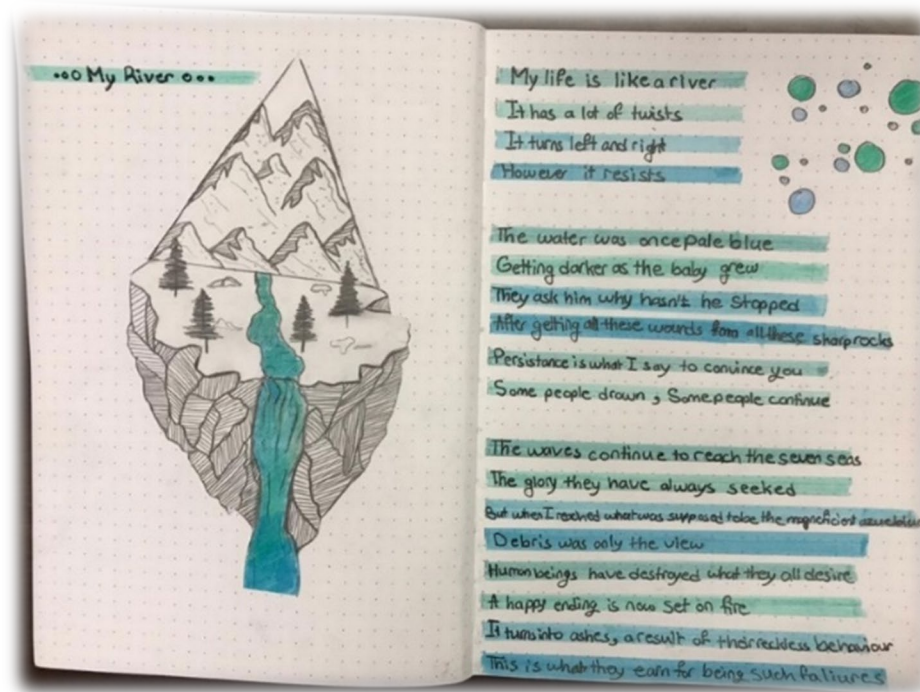 My River
My life is like a river
It has a lot of twists
It turns left and right
However it resists
The water was once pale blue
Getting darker as the baby grew
They ask him why hasn't he stopped
After getting all these wounds from all these sharp rocks
Persistance is what I say to convince you
Some people drown, Some people continue
The waves continue to reach the seven seas
The glory they have always seeked
But when I reached what was supposed to be the magnificient
Debris was only the view
Human beings have destroyed what they all desire
A happy ending is now set on fire
It turns into ashes, a result of their reckless behaviour
This is what they earn for being such faliures